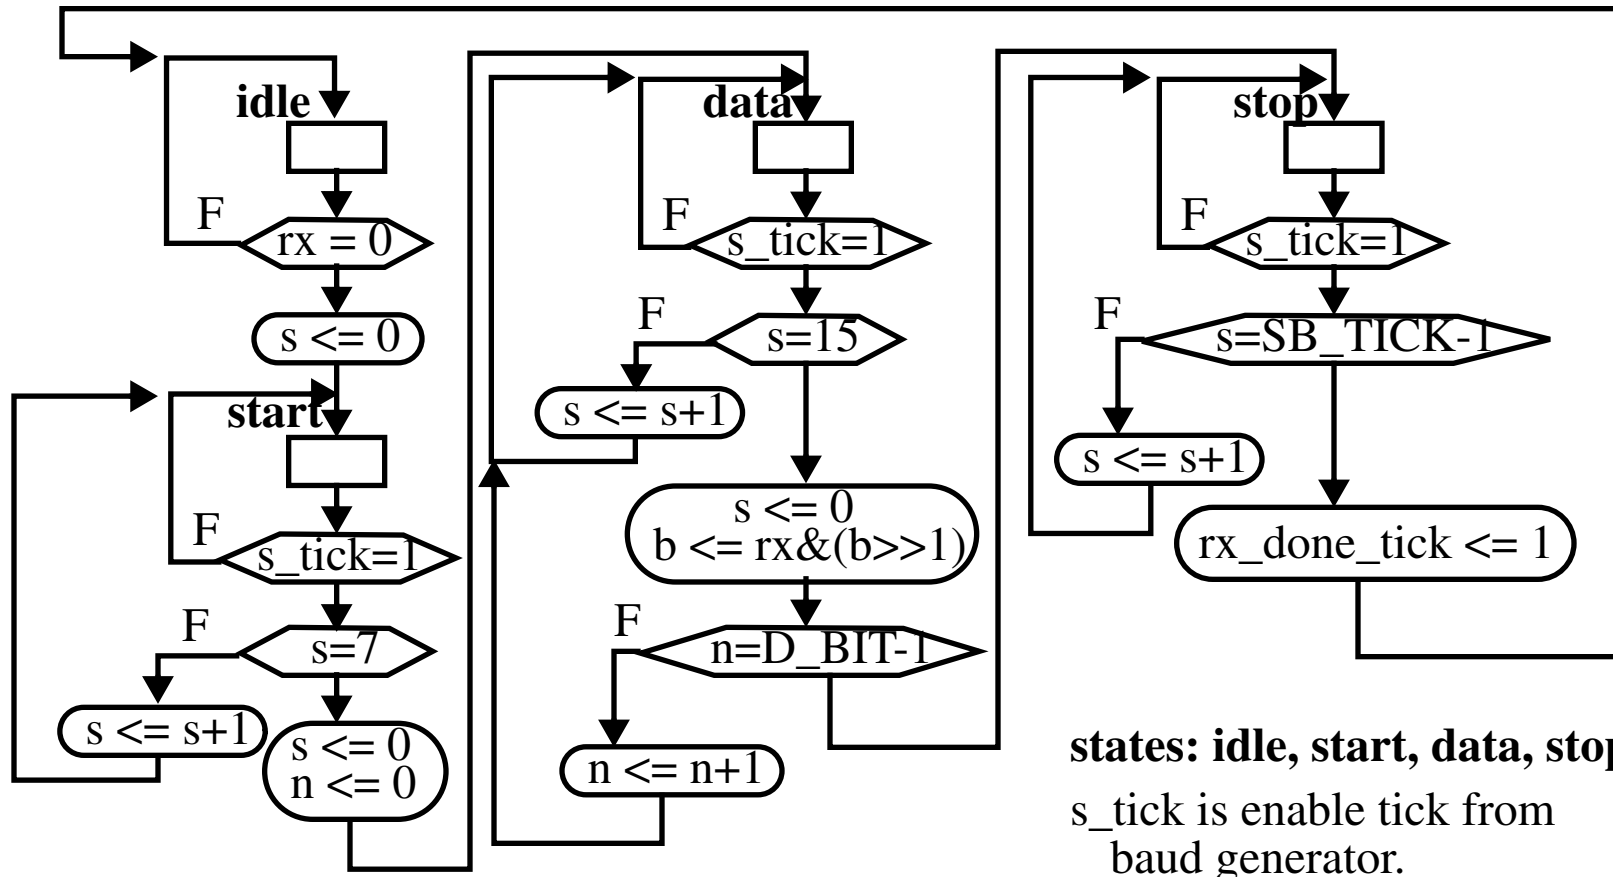 idle
F
rx = 0
s <= 0
start
F
s_tick=1
F
s=7
s <= s+1
s <= 0
n <= 0
data
F
s_tick=1
F
s=15
s <= s+1
s <= 0
b <= rx&(b>>1)
F
n=D_BIT-1
n <= n+1
stop
F
s_tick=1
F
s=SB_TICK-1
s <= s+1
rx_done_tick <= 1
states: idle, start, data, stop
s_tick is enable tick from
baud generator.